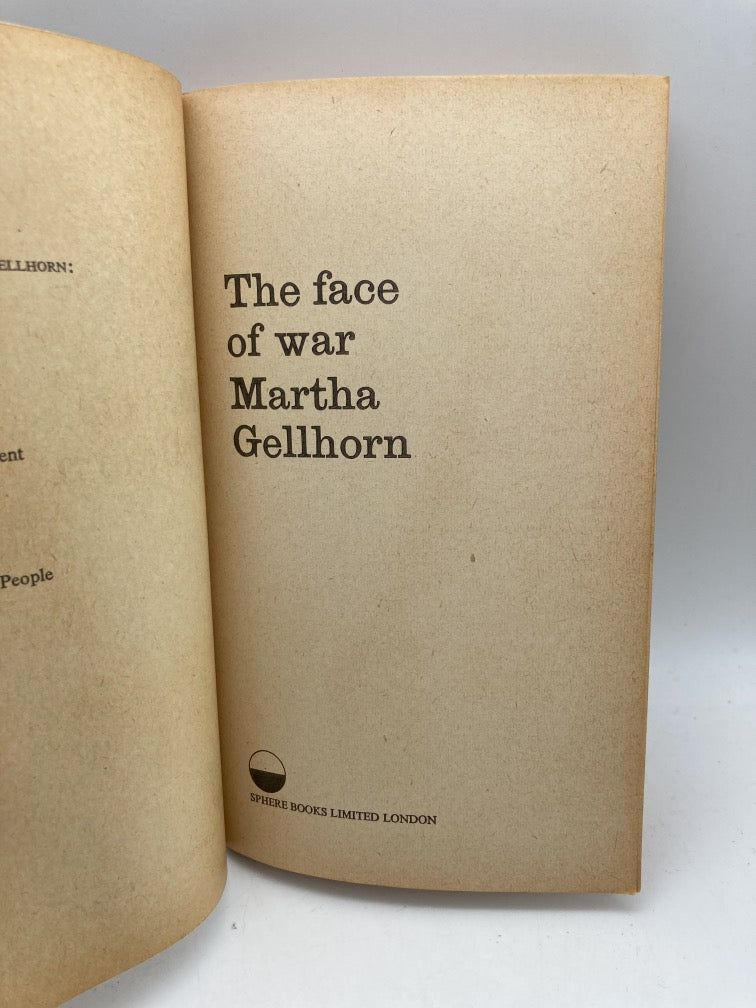 ELLHORN:
ent
People
The face
of war
Martha
Gellhorn
SPHERE BOOKS LIMITED LONDON